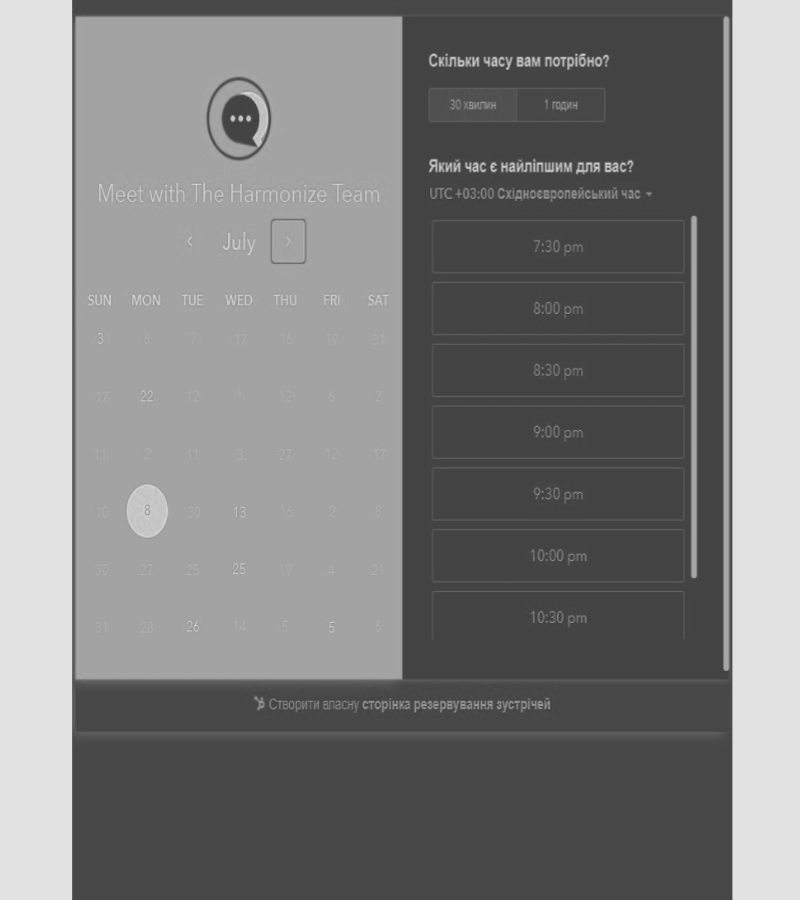 Meet with The Harmonize Team
July
SUN MON TUE WED THU FRI SAT
3 6 7 17 16 19 31
17 22 12 1 12 6 2
11 2 11 3 27 12 17
10 8 20 13 16 2
30 27 25 25 19 4 21
31 28 26 14 5 5
Скільки часу вам потрібно?
30 хвилин 1 годин
Який час є найліпшим для вас?
UTC +03:00 Східноєвропейський час
7:30 pm
8:00 pm
8:30 pm
9:00 pm
9:30 pm
10:00 pm
10:30 pm
Створити власну сторінка резервування зустрічей